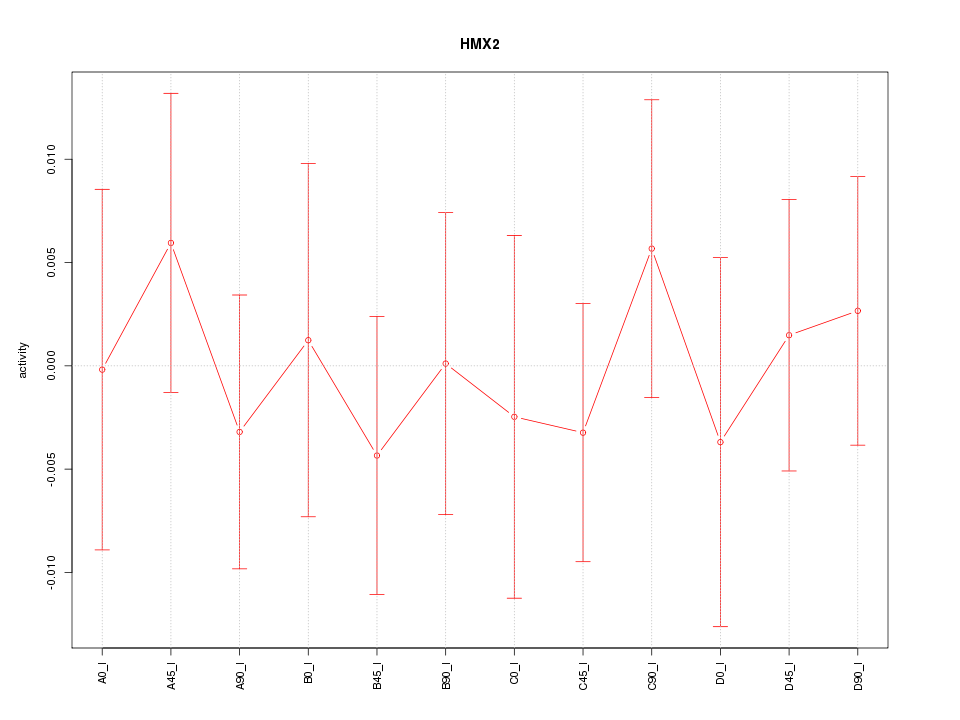 HMX2
activity
0.010
0.005
0.000
-0.005
-0.010
A0_I
A45_I
A90_I
B0_I
B45_I
B90_I
C0_I
C45_I
C90_I
D0_I
D45_I
D90_I